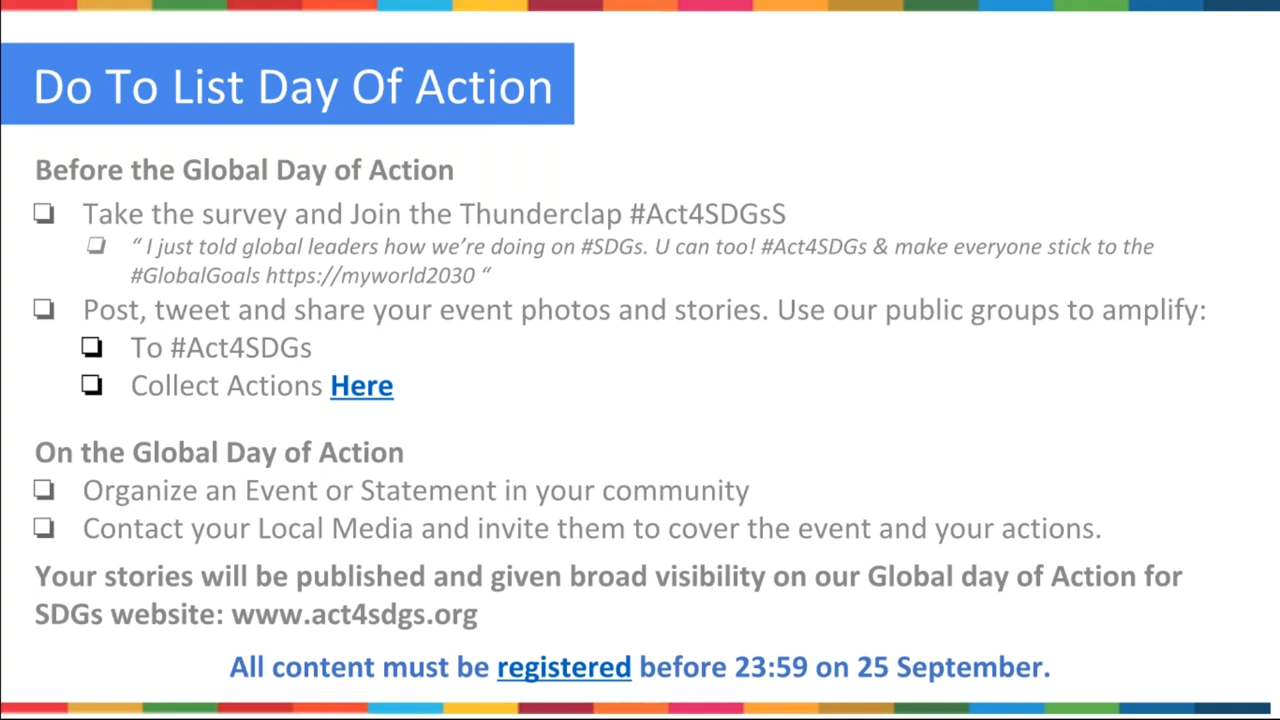 Do To List Day Of Action
Before the Global Day of Action
❏ Take the survey and Join the Thunderclap #Act4SDGsS
❏ “ I just told global leaders how we’re doing on #SDGs. U can too! #Act4SDGs & make everyone stick to the
#GlobalGoals https://myworld2030 “
❏ Post, tweet and share your event photos and stories. Use our public groups to amplify:
❏ To #Act4SDGs
❏ Collect Actions Here
On the Global Day of Action
❏ Organize an Event or Statement in your community
❏ Contact your Local Media and invite them to cover the event and your actions.
Your stories will be published and given broad visibility on our Global day of Action for
SDGs website: www.act4sdgs.org
All content must be registered before 23:59 on 25 September.